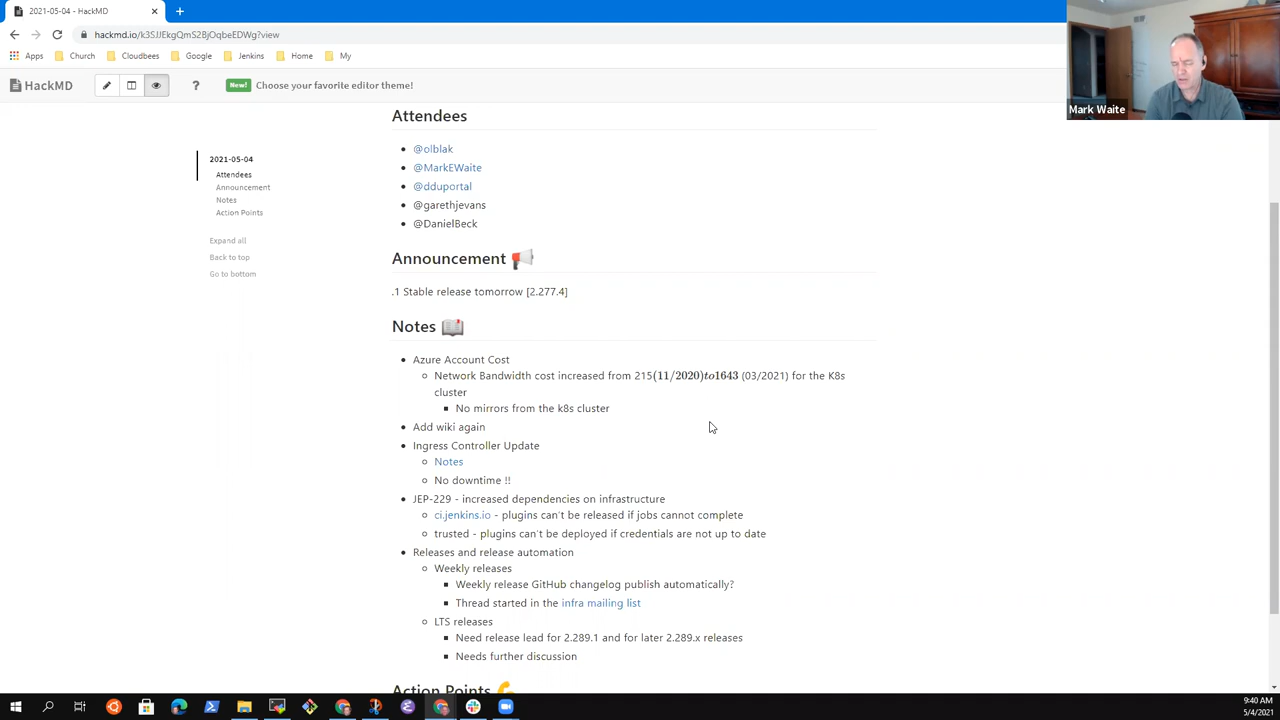 2021-05-04 - HackMD
hackmd.io/k3SJJEkgQmS2BjOqbeEDWg?view
Apps Church Cloudbees Google Jenkins Home My
HackMD
? New! Choose your favorite editor theme!
Mark Waite
2021-05-04
Attendees
Announcement
Notes
Action Points
Expand all
Back to top
Go to bottom
Attendees
@olblak
@MarkEWaite
@dduportal
@garethjevans
@DanielBeck
Announcement
.1 Stable release tomorrow [2.277.4]
Notes
Azure Account Cost
Network Bandwidth cost increased from 215(11/2020)to1643 (03/2021) for the K8s
cluster
No mirrors from the k8s cluster
Add wiki again
Ingress Controller Update
Notes
No downtime !!
JEP-229 - increased dependencies on infrastructure
ci.jenkins.io - plugins can't be released if jobs cannot complete
trusted - plugins can't be deployed if credentials are not up to date
Releases and release automation
Weekly releases
Weekly release GitHub changelog publish automatically?
Thread started in the infra mailing list
LTS releases
Need release lead for 2.289.1 and for later 2.289.x releases
Needs further discussion
Action Points
9:40 AM
5/4/2021